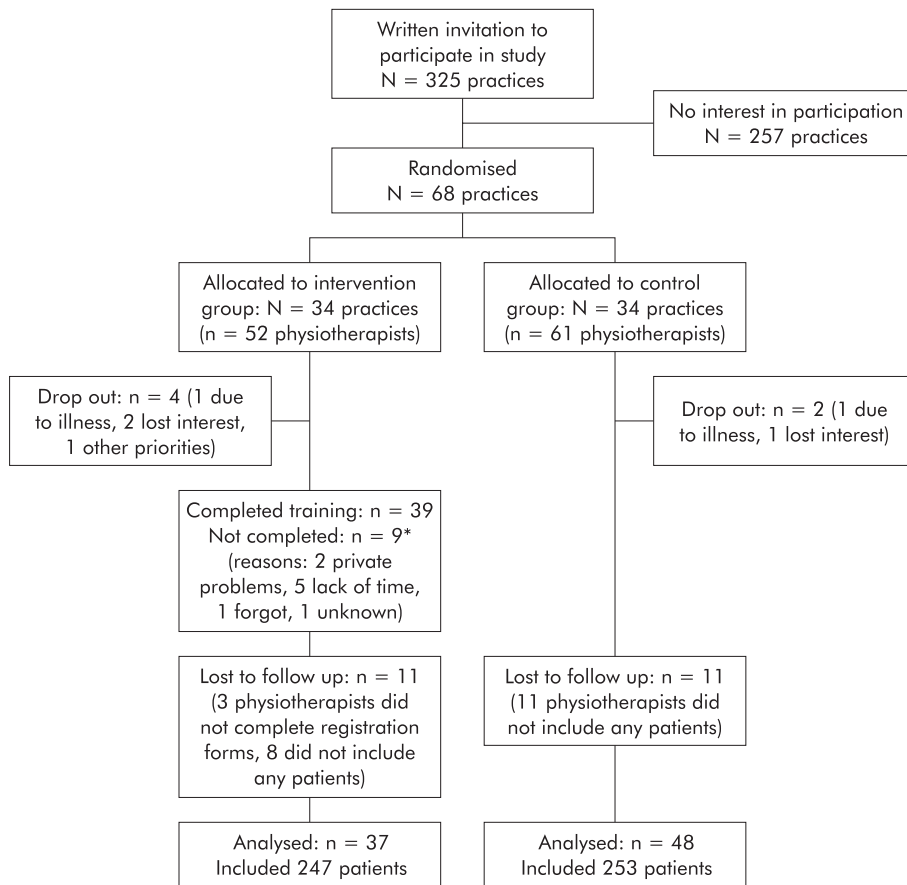 Written invitation to
participate in study
N = 325 practices
No interest in participation
N = 257 practices
Randomised
N = 68 practices
Allocated to intervention
group: N = 34 practices
(n = 52 physiotherapists)
Allocated to control
group: N = 34 practices
(n = 61 physiotherapists)
Drop out: n = 4 (1 due
to illness, 2 lost interest,
1 other priorities)
Drop out: n = 2 (1 due
to illness, 1 lost interest)
Completed training: n = 39
Not completed: n = 9*
(reasons: 2 private
problems, 5 lack of time,
1 forgot, 1 unknown)
Lost to follow up: n = 11
(3 physiotherapists did
not complete registration
forms, 8 did not include
any patients)
Lost to follow up: n = 11
(11 physiotherapists did
not include any patients)
Analysed: n = 37
Included 247 patients
Analysed: n = 48
Included 253 patients